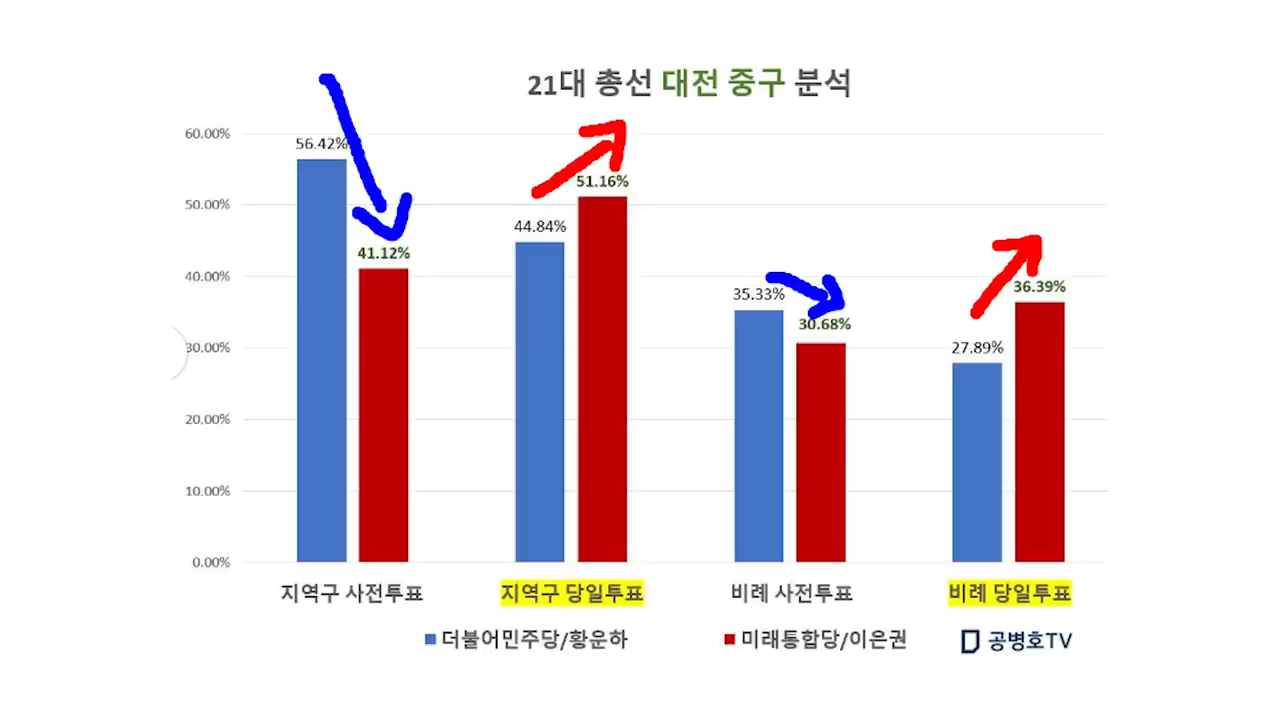 21대 총선 대전 중구 분석
60.00%
50.00%
40.00%
30.00%
20.00%
10.00%
0.00%
56.42%
41.12%
44.84%
51.16%
35.33%
30.68%
27.89%
36.39%
지역구 사전투표
지역구 당일투표
비례 사전투표
비례 당일투표
더불어민주당/황운하
미래통합당/이은권
공병호TV